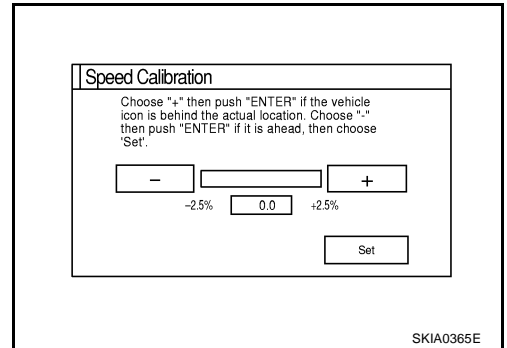 Speed Calibration
Choose "+" then push "ENTER" if the vehicle
icon is behind the actual location. Choose "-"
then push "ENTER" if it is ahead, then choose
'Set'.
– +
–2.5% 0.0 +2.5%
Set
SKIA0365E